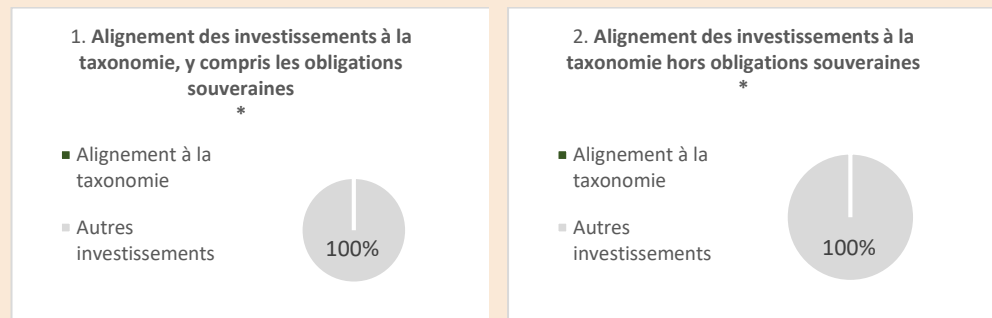 1. Alignement des investissements à la
taxonomie, y compris les obligations
souveraines
*
Alignement à la
taxonomie
Autres
investissements
100%
2. Alignement des investissements à la
taxonomie hors obligations souveraines
*
Alignement à la
taxonomie
Autres
investissements
100%